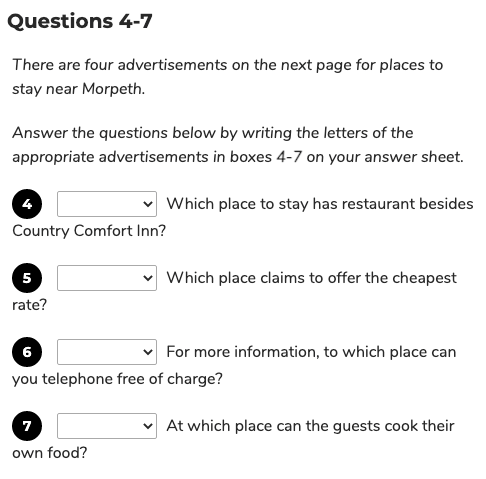 Questions 4-7
There are four advertisements on the next page for places to
stay near Morpeth.
Answer the questions below by writing the letters of the
appropriate advertisements in boxes 4-7 on your answer sheet.
4 Which place to stay has restaurant besides
Country Comfort Inn?
5 Which place claims to offer the cheapest
rate?
6 For more information, to which place can
you telephone free of charge?
7 At which place can the guests cook their
own food?